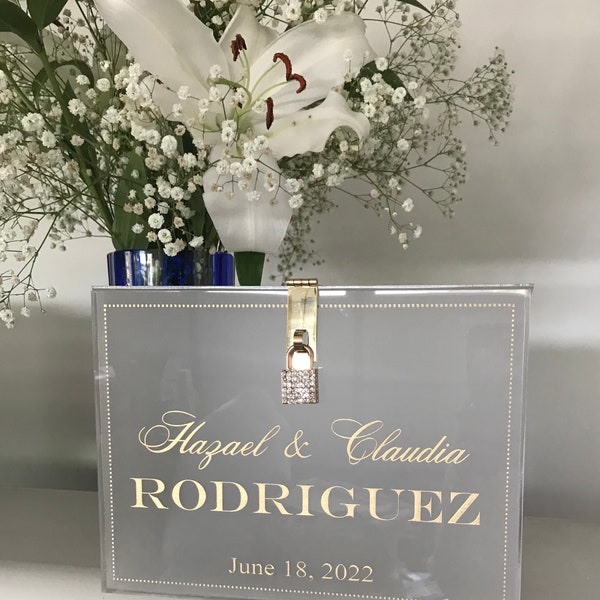 Hazael & Claudia
RODRIGUEZ
June 18, 2022